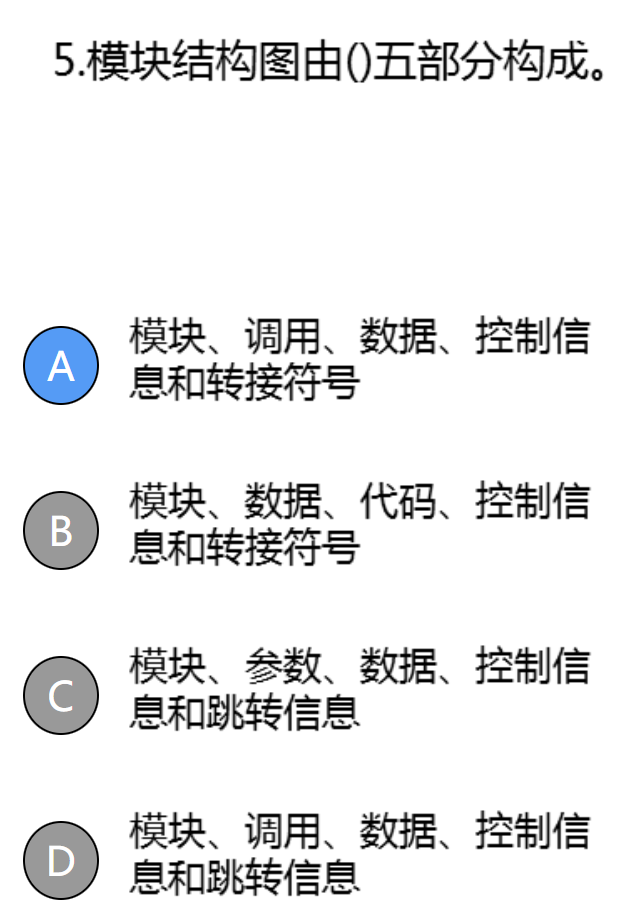 5.模块结构图由()五部分构成。
A
模块、调用、数据、控制信
息和转接符号
B
模块、数据、代码、控制信
息和转接符号
C
模块、参数、数据、控制信
息和跳转信息
D
模块、调用、数据、控制信
息和跳转信息